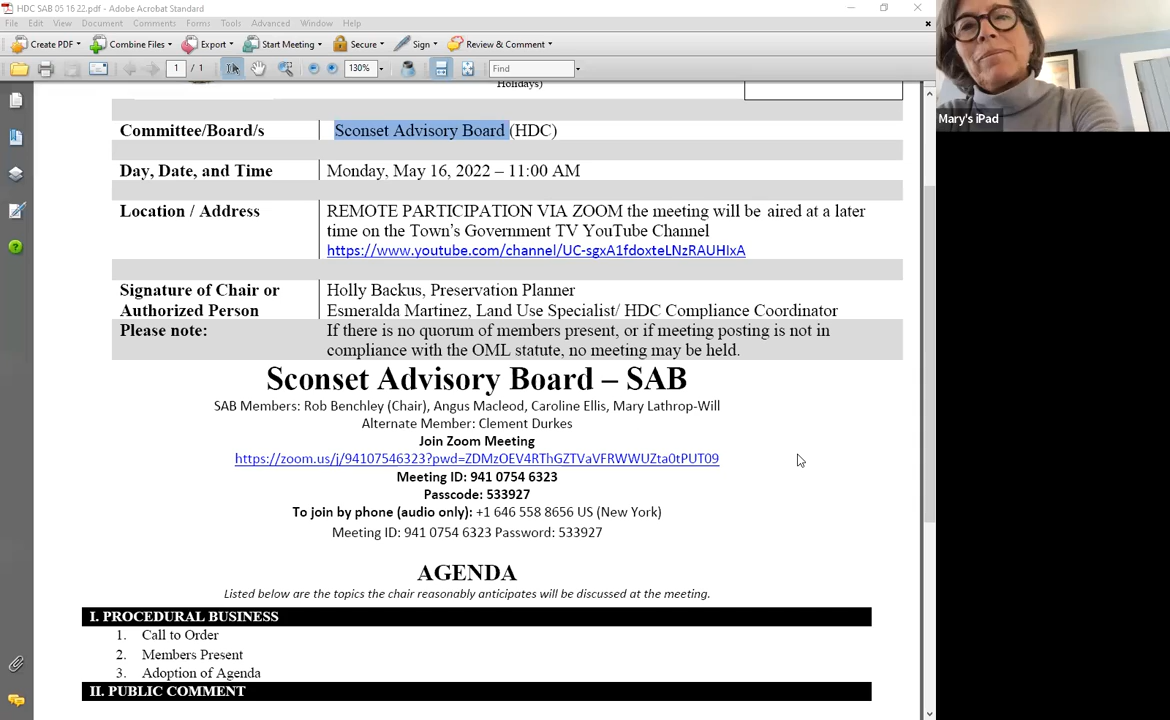 HDC SAB 05 16 22.pdf - Adobe Acrobat Standard
File Edit View Document Comments Forms Tools Advanced Window Help
Create PDF Combine Files Export Start Meeting Secure Sign Review & Comment
1 / 1 130% Find
Holidays)
Committee/Board/s Sconset Advisory Board (HDC)
Day, Date, and Time Monday, May 16, 2022 – 11:00 AM
Location / Address REMOTE PARTICIPATION VIA ZOOM the meeting will be aired at a later
time on the Town's Government TV YouTube Channel
https://www.youtube.com/channel/UC-sgxA1fdoxteLNzRAUHIxA
Signature of Chair or Holly Backus, Preservation Planner
Authorized Person Esmeralda Martinez, Land Use Specialist/ HDC Compliance Coordinator
Please note: If there is no quorum of members present, or if meeting posting is not in
compliance with the OML statute, no meeting may be held.
Sconset Advisory Board – SAB
SAB Members: Rob Benchley (Chair), Angus Macleod, Caroline Ellis, Mary Lathrop-Will
Alternate Member: Clement Durkes
Join Zoom Meeting
https://zoom.us/j/94107546323?pwd=ZDMzOEV4RThGZTVaVFRWWUZta0tPUT09
Meeting ID: 941 0754 6323
Passcode: 533927
To join by phone (audio only): +1 646 558 8656 US (New York)
Meeting ID: 941 0754 6323 Password: 533927
AGENDA
Listed below are the topics the chair reasonably anticipates will be discussed at the meeting.
I. PROCEDURAL BUSINESS
1. Call to Order
2. Members Present
3. Adoption of Agenda
II. PUBLIC COMMENT
Mary's iPad